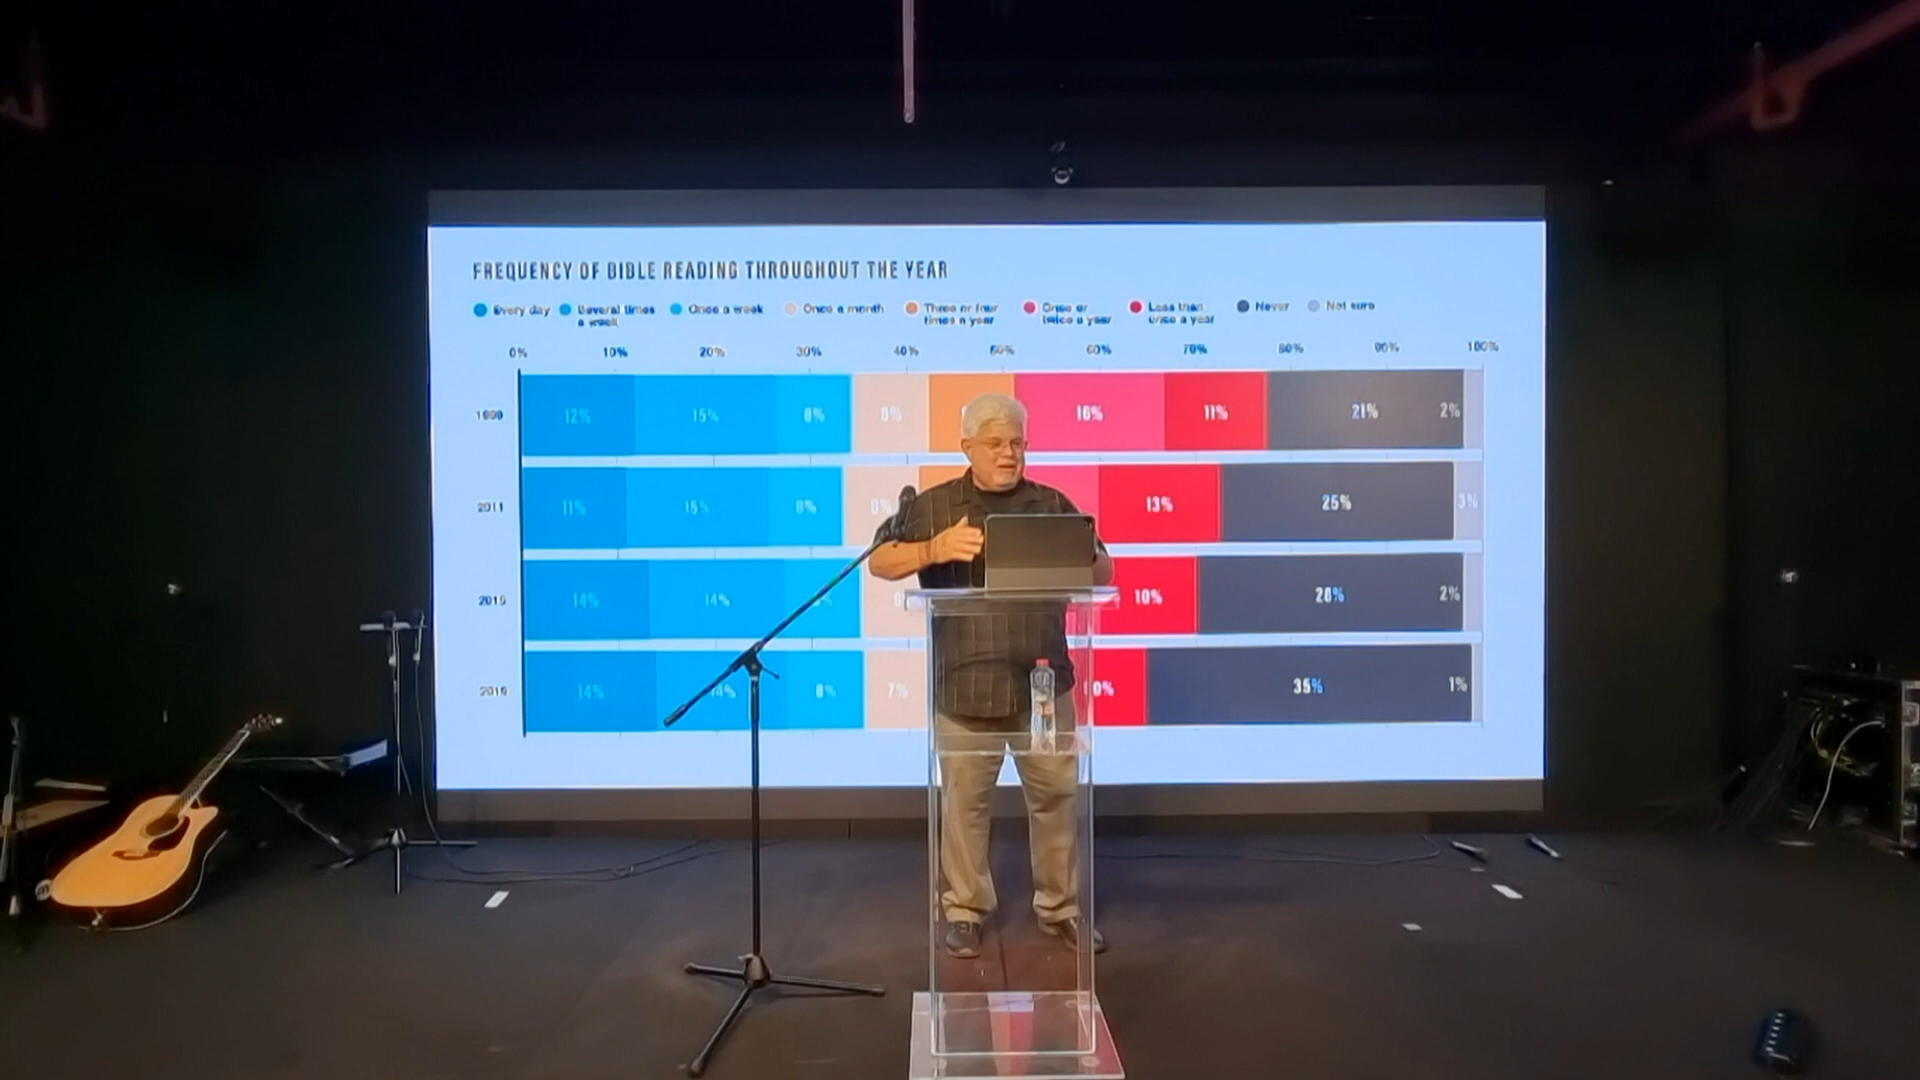 FREQUENCY OF BIBLE READING THROUGHOUT THE YEAR
Every day Several times a week Once a week Once a month Three or four times a year Once or twice a year Less than once a year Never Not sure
0% 10% 20% 30% 40% 50% 60% 70% 80% 90% 100%
12% 15% 8% 8% 16% 11% 21% 2%
2011 11% 15% 8% 8% 13% 25% 3%
14% 14% 10% 28% 2%
14% 14% 8% 7% 35% 1%